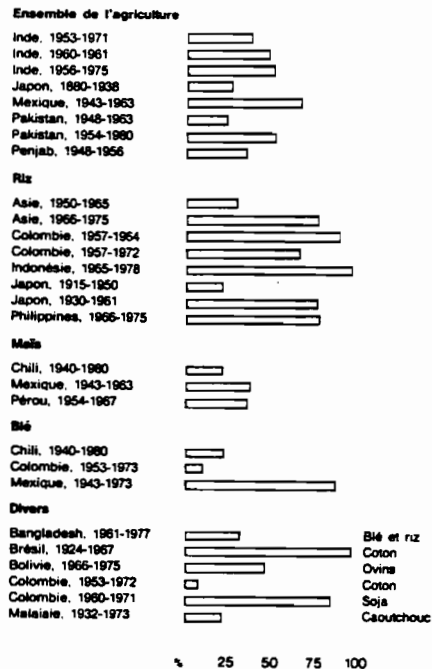 Ensemble de l'agriculture
Inde, 1953-1971
Inde, 1960-1961
Inde, 1956-1975
Japon, 1880-1938
Mexique, 1943-1963
Pakistan, 1948-1963
Pakistan, 1954-1980
Penjab, 1948-1956
Riz
Asie, 1950-1965
Asie, 1966-1975
Colombie, 1957-1964
Colombie, 1957-1972
Indonésie, 1965-1978
Japon, 1915-1950
Japon, 1930-1961
Philippines, 1966-1975
Maïs
Chili, 1940-1980
Mexique, 1943-1963
Pérou, 1954-1967
Blé
Chili, 1940-1980
Colombie, 1953-1973
Mexique, 1943-1973
Divers
Bangladesh, 1961-1977 Blé et riz
Brésil, 1924-1967 Coton
Bolivie, 1966-1975 Ovins
Colombie, 1953-1972 Coton
Colombie, 1960-1971 Soja
Malaisie, 1932-1973 Caoutchouc
% 25 50 75 100